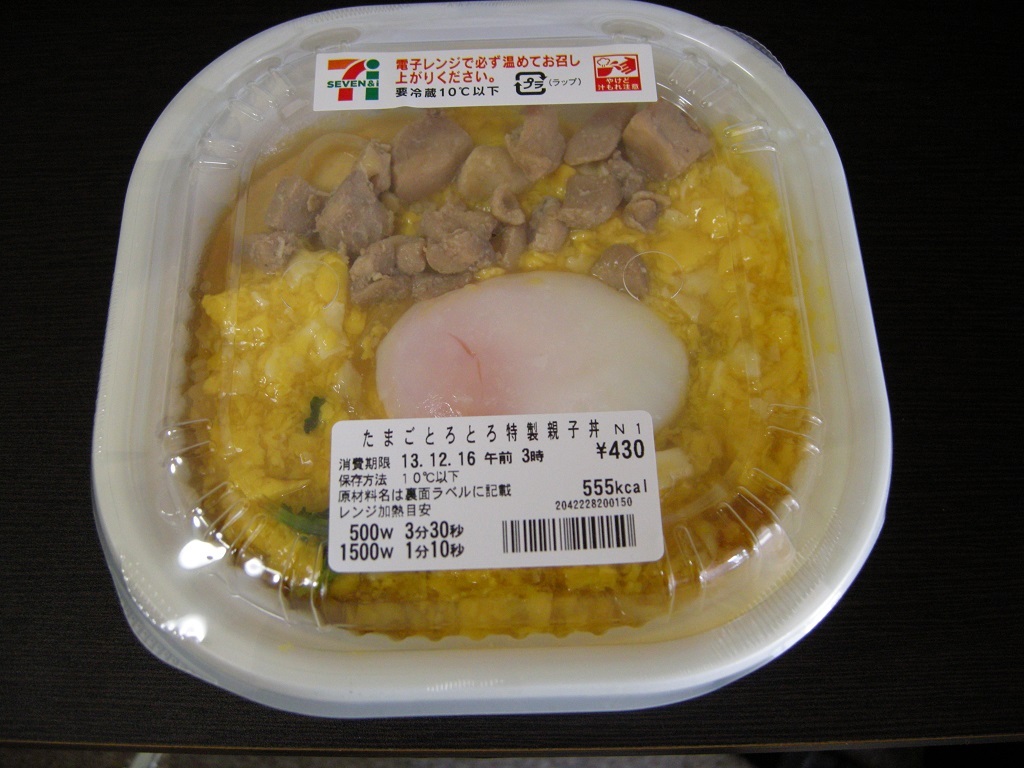 7i
SEVEN&i
電子レンジで必ず温めてお召し
上がりください。
要冷蔵10℃以下
プラ
(ラップ)
やけど
汁もれ注意
たまごとろとろ特製親子丼 N1
¥430
消費期限 13.12.16 午前 3時
保存方法 10℃以下
原材料名は裏面ラベルに記載
555kcal
レンジ加熱目安
2042228200150
500W 3分30秒
1500W 1分10秒